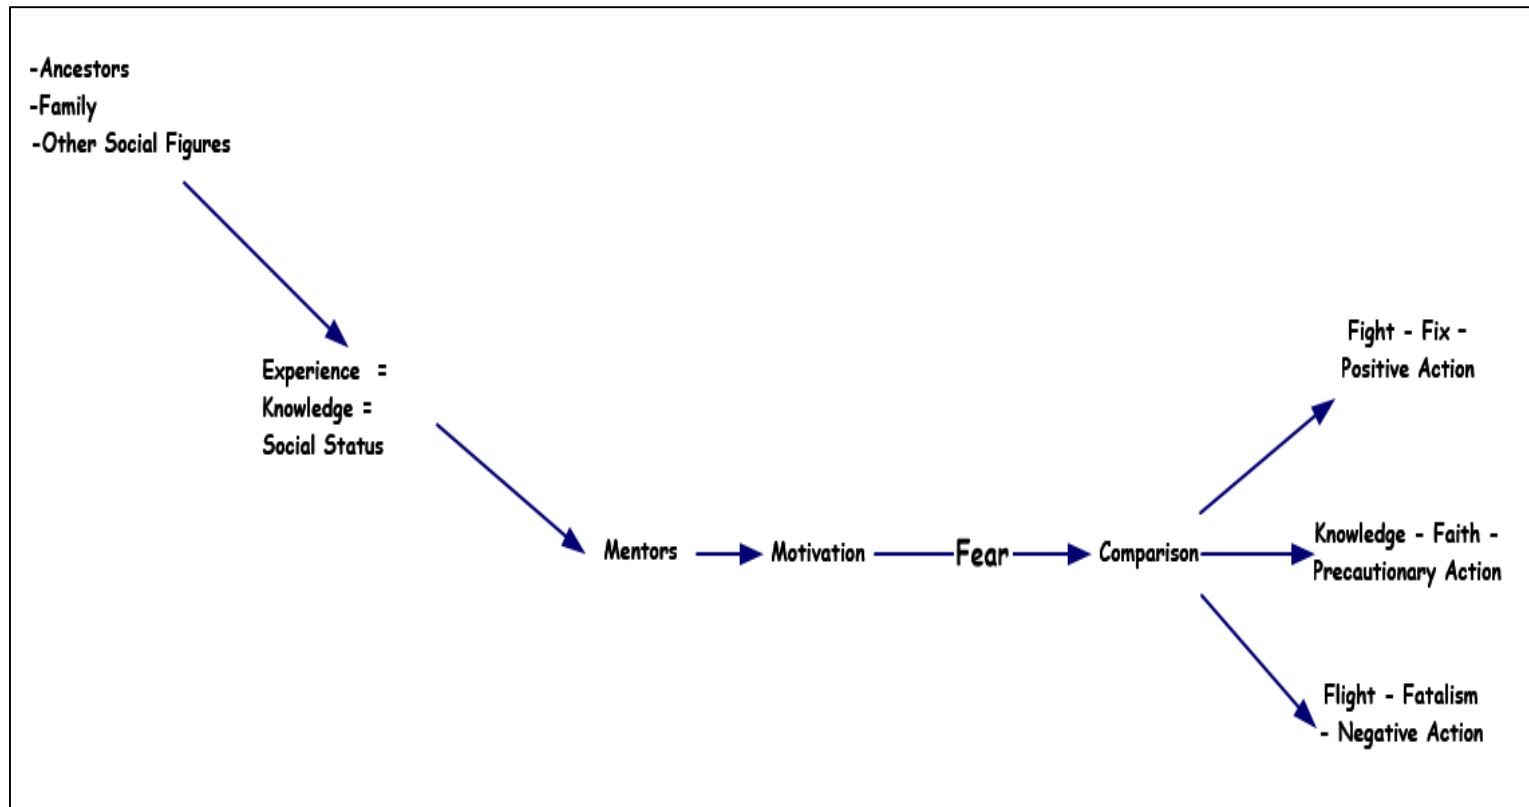 -Ancestors
-Family
-Other Social Figures
Experience =
Knowledge =
Social Status
Mentors
Motivation
Fear
Comparison
Fight - Fix -
Positive Action
Knowledge - Faith -
Precautionary Action
Flight - Fatalism
- Negative Action